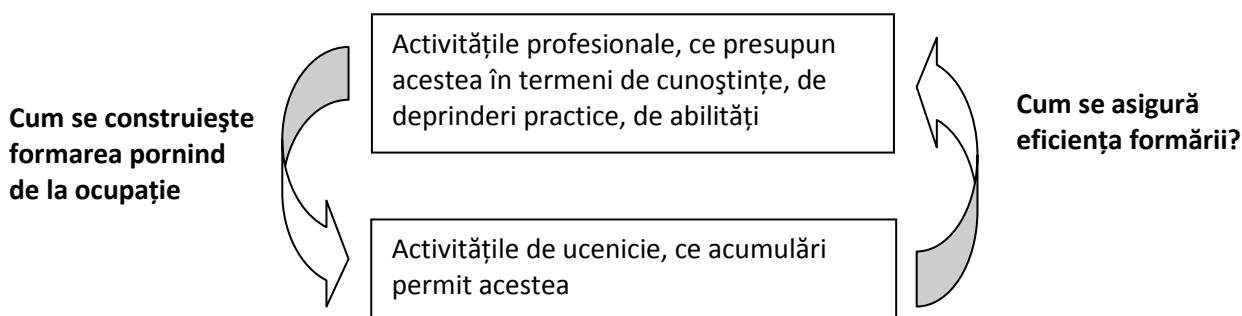 Activitățile profesionale, ce presupun
acestea în termeni de cunoştințe, de
deprinderi practice, de abilități
Cum se construieşte
formarea pornind
de la ocupație
Cum se asigură
eficiența formării?
Activitățile de ucenicie, ce acumulări
permit acestea